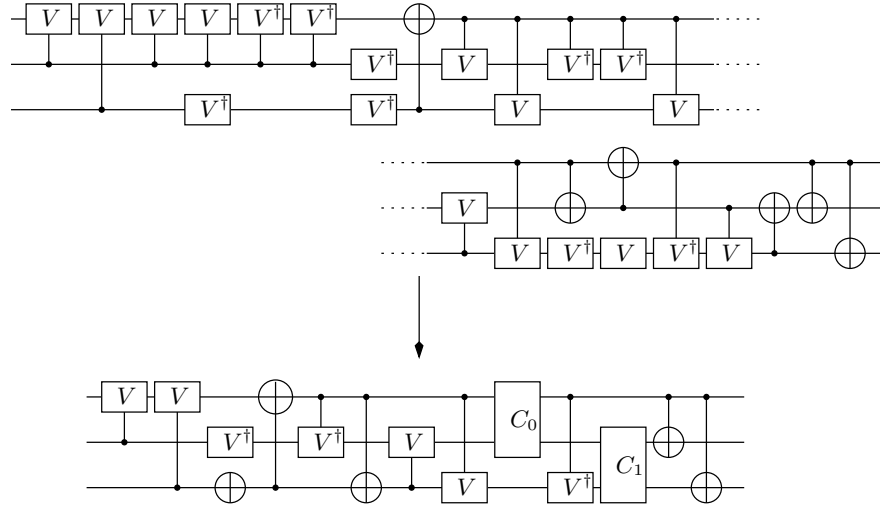 V V V V V† V†
V† V V† V†
V† V† V V
V
V V† V V† V
V V C₀
V† V† V
V V† C₁